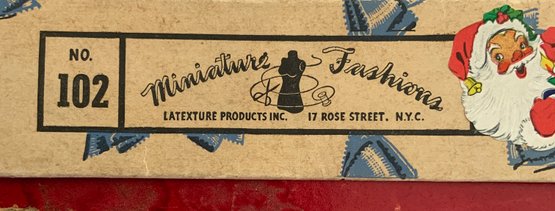 NO.
102
Miniature Fashions
LATEXTURE PRODUCTS INC. 17 ROSE STREET. N.Y.C.